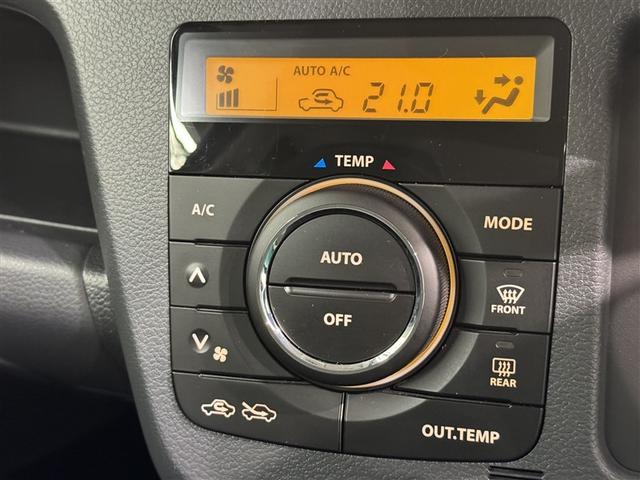 AUTO A/C
21.0
TEMP
A/C
MODE
AUTO
OFF
FRONT
REAR
OUT.TEMP